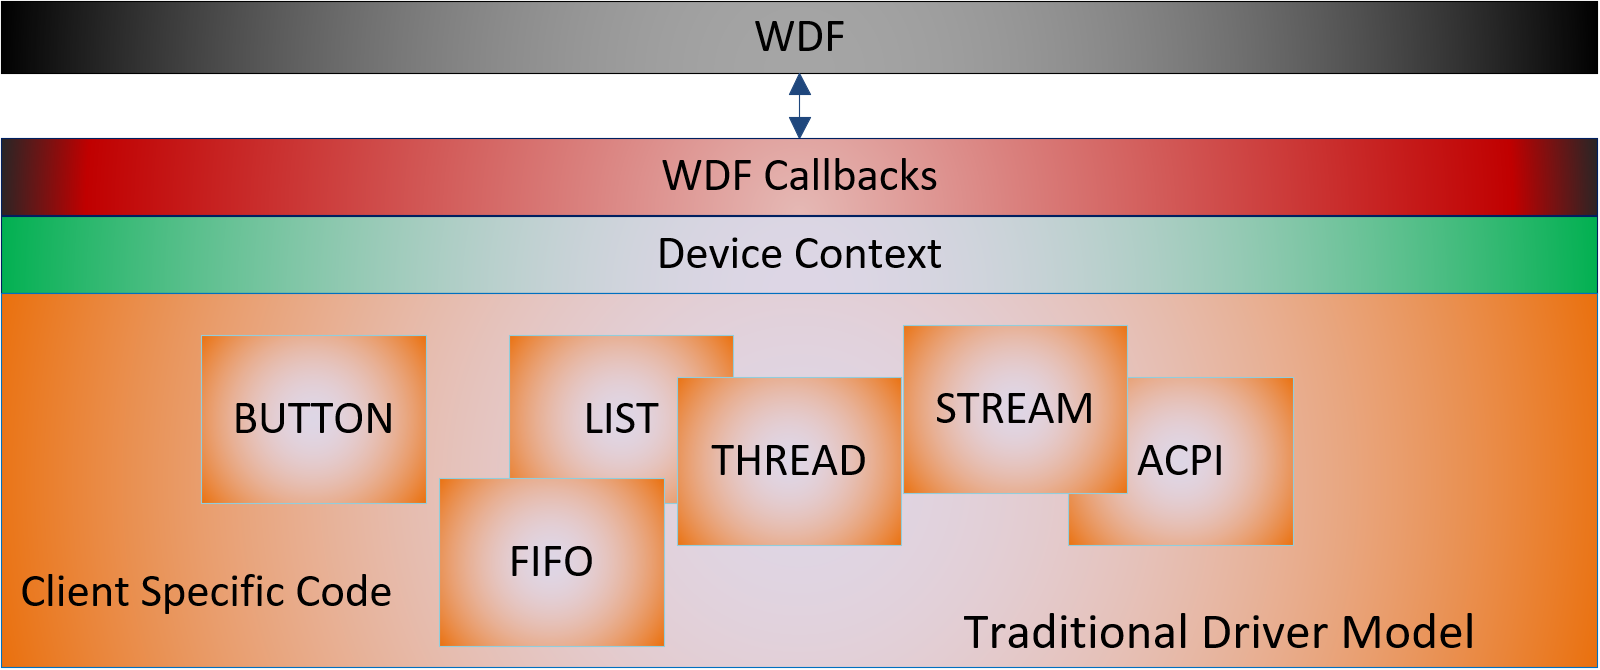 WDF
WDF Callbacks
Device Context
BUTTON
LIST
THREAD
STREAM
ACPI
FIFO
Client Specific Code
Traditional Driver Model